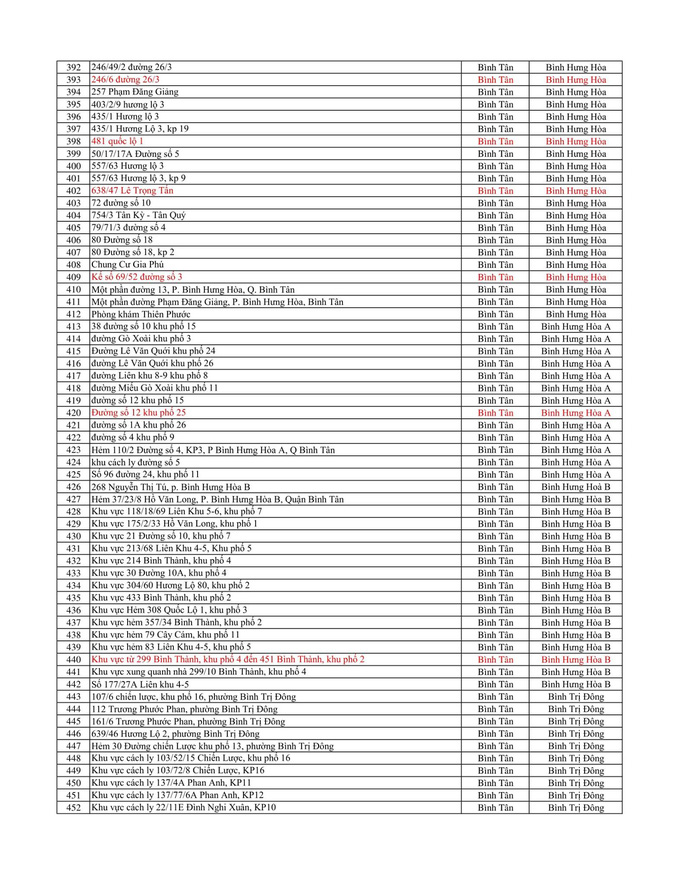 392 246/49/2 đường 26/3 Bình Tân Bình Hưng Hòa
393 246/6 đường 26/3 Bình Tân Bình Hưng Hòa
394 257 Phạm Đăng Giảng Bình Tân Bình Hưng Hòa
395 403/2/9 hương lộ 3 Bình Tân Bình Hưng Hòa
396 435/1 Hương lộ 3 Bình Tân Bình Hưng Hòa
397 435/1 Hương Lộ 3, kp 19 Bình Tân Bình Hưng Hòa
398 481 quốc lộ 1 Bình Tân Bình Hưng Hòa
399 50/17/17A Đường số 5 Bình Tân Bình Hưng Hòa
400 557/63 Hương lộ 3 Bình Tân Bình Hưng Hòa
401 557/63 Hương lộ 3, kp 9 Bình Tân Bình Hưng Hòa
402 638/47 Lê Trọng Tấn Bình Tân Bình Hưng Hòa
403 72 đường số 10 Bình Tân Bình Hưng Hòa
404 754/3 Tân Kỳ - Tân Quý Bình Tân Bình Hưng Hòa
405 79/71/3 đường số 4 Bình Tân Bình Hưng Hòa
406 80 Đường số 18 Bình Tân Bình Hưng Hòa
407 80 Đường số 18, kp 2 Bình Tân Bình Hưng Hòa
408 Chung Cư Gia Phú Bình Tân Bình Hưng Hòa
409 Kế số 69/52 đường số 3 Bình Tân Bình Hưng Hòa
410 Một phần đường 13, P. Bình Hưng Hòa, Q. Bình Tân Bình Tân Bình Hưng Hòa
411 Một phần đường Phạm Đăng Giảng, P. Bình Hưng Hòa, Bình Tân Bình Tân Bình Hưng Hòa
412 Phòng khám Thiên Phước Bình Tân Bình Hưng Hòa
413 38 đường số 10 khu phố 15 Bình Tân Bình Hưng Hòa A
414 đường Gò Xoài khu phố 3 Bình Tân Bình Hưng Hòa A
415 Đường Lê Văn Quới khu phố 24 Bình Tân Bình Hưng Hòa A
416 đường Lê Văn Quới khu phố 26 Bình Tân Bình Hưng Hòa A
417 đường Liên khu 8-9 khu phố 8 Bình Tân Bình Hưng Hòa A
418 đường Miếu Gò Xoài khu phố 11 Bình Tân Bình Hưng Hòa A
419 đường số 12 khu phố 15 Bình Tân Bình Hưng Hòa A
420 Đường số 12 khu phố 25 Bình Tân Bình Hưng Hòa A
421 đường số 1A khu phố 26 Bình Tân Bình Hưng Hòa A
422 đường số 4 khu phố 9 Bình Tân Bình Hưng Hòa A
423 Hẻm 110/2 Đường số 4, KP3, P Bình Hưng Hòa A, Q Bình Tân Bình Tân Bình Hưng Hòa A
424 khu cách ly đường số 5 Bình Tân Bình Hưng Hòa A
425 Số 96 đường 24, khu phố 11 Bình Tân Bình Hưng Hòa A
426 268 Nguyễn Thị Tú, p. Bình Hưng Hòa B Bình Tân Bình Hưng Hoà B
427 Hẻm 37/23/8 Hồ Văn Long, P. Bình Hưng Hòa B, Quận Bình Tân Bình Tân Bình Hưng Hòa B
428 Khu vực 118/18/69 Liên Khu 5-6, khu phố 7 Bình Tân Bình Hưng Hòa B
429 Khu vực 175/2/33 Hồ Văn Long, khu phố 1 Bình Tân Bình Hưng Hòa B
430 Khu vực 21 Đường số 10, khu phố 7 Bình Tân Bình Hưng Hòa B
431 Khu vực 213/68 Liên Khu 4-5, Khu phố 5 Bình Tân Bình Hưng Hòa B
432 Khu vực 214 Bình Thành, khu phố 4 Bình Tân Bình Hưng Hòa B
433 Khu vực 30 Đường 10A, khu phố 4 Bình Tân Bình Hưng Hòa B
434 Khu vực 304/60 Hương Lộ 80, khu phố 2 Bình Tân Bình Hưng Hòa B
435 Khu vực 433 Bình Thành, khu phố 2 Bình Tân Bình Hưng Hòa B
436 Khu vực Hẻm 308 Quốc Lộ 1, khu phố 3 Bình Tân Bình Hưng Hòa B
437 Khu vực hẻm 357/34 Bình Thành, khu phố 2 Bình Tân Bình Hưng Hòa B
438 Khu vực hẻm 79 Cây Cám, khu phố 11 Bình Tân Bình Hưng Hòa B
439 Khu vực hẻm 83 Liên Khu 4-5, khu phố 5 Bình Tân Bình Hưng Hòa B
440 Khu vực từ 299 Bình Thành, khu phố 4 đến 451 Bình Thành, khu phố 2 Bình Tân Bình Hưng Hòa B
441 Khu vực xung quanh nhà 299/10 Bình Thành, khu phố 4 Bình Tân Bình Hưng Hòa B
442 Số 177/27A Liên khu 4-5 Bình Tân Bình Hưng Hòa B
443 107/6 chiến lược, khu phố 16, phường Bình Trị Đông Bình Tân Bình Trị Đông
444 112 Trương Phước Phan, phường Bình Trị Đông Bình Tân Bình Trị Đông
445 161/6 Trương Phước Phan, phường Bình Trị Đông Bình Tân Bình Trị Đông
446 639/46 Hương Lộ 2, phường Bình Trị Đông Bình Tân Bình Trị Đông
447 Hẻm 30 Đường chiến Lược khu phố 13, phường Bình Trị Đông Bình Tân Bình Trị Đông
448 Khu vực cách ly 103/52/15 Chiến Lược, khu phố 16 Bình Tân Bình Trị Đông
449 Khu vực cách ly 103/72/8 Chiến Lược, KP16 Bình Tân Bình Trị Đông
450 Khu vực cách ly 137/4A Phan Anh, KP11 Bình Tân Bình Trị Đông
451 Khu vực cách ly 137/77/6A Phan Anh, KP12 Bình Tân Bình Trị Đông
452 Khu vực cách ly 22/11E Đình Nghi Xuân, KP10 Bình Tân Bình Trị Đông